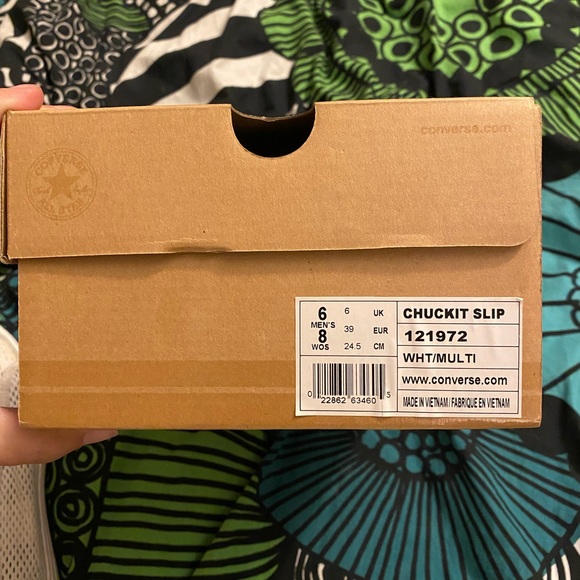 converse.com
CONVERSE
ALL STAR
6 MEN'S 6 UK
8 WOS 39 EUR
24.5 CM
CHUCKIT SLIP
121972
WHT/MULTI
www.converse.com
MADE IN VIETNAM / FABRIQUE EN VIETNAM
0 22862 63460 5